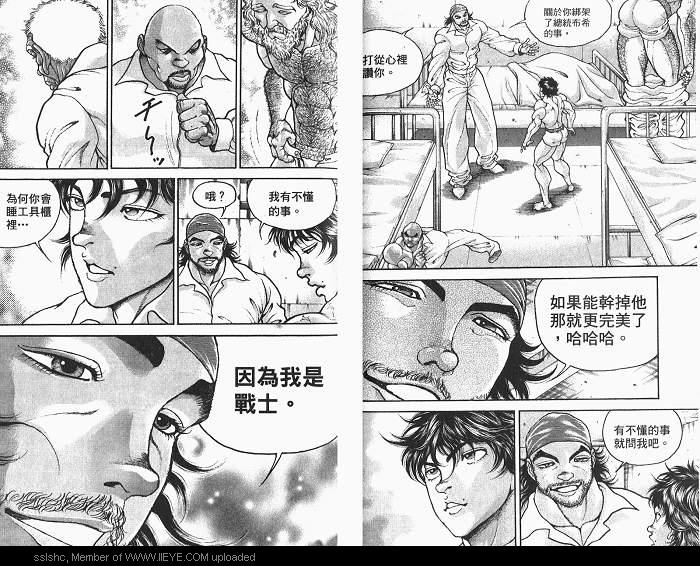 關於你綁架
了總統布希
的事，
打從心裡
讚你。
如果能幹掉他
那就更完美了
，哈哈哈。
有不懂的事
就問我吧。
我有不懂
的事。
哦？
為何你會
睡工具櫃
裡⋯
因為我是
戰士。
sslshc, Member of WWW.IIEYE.COM uploaded